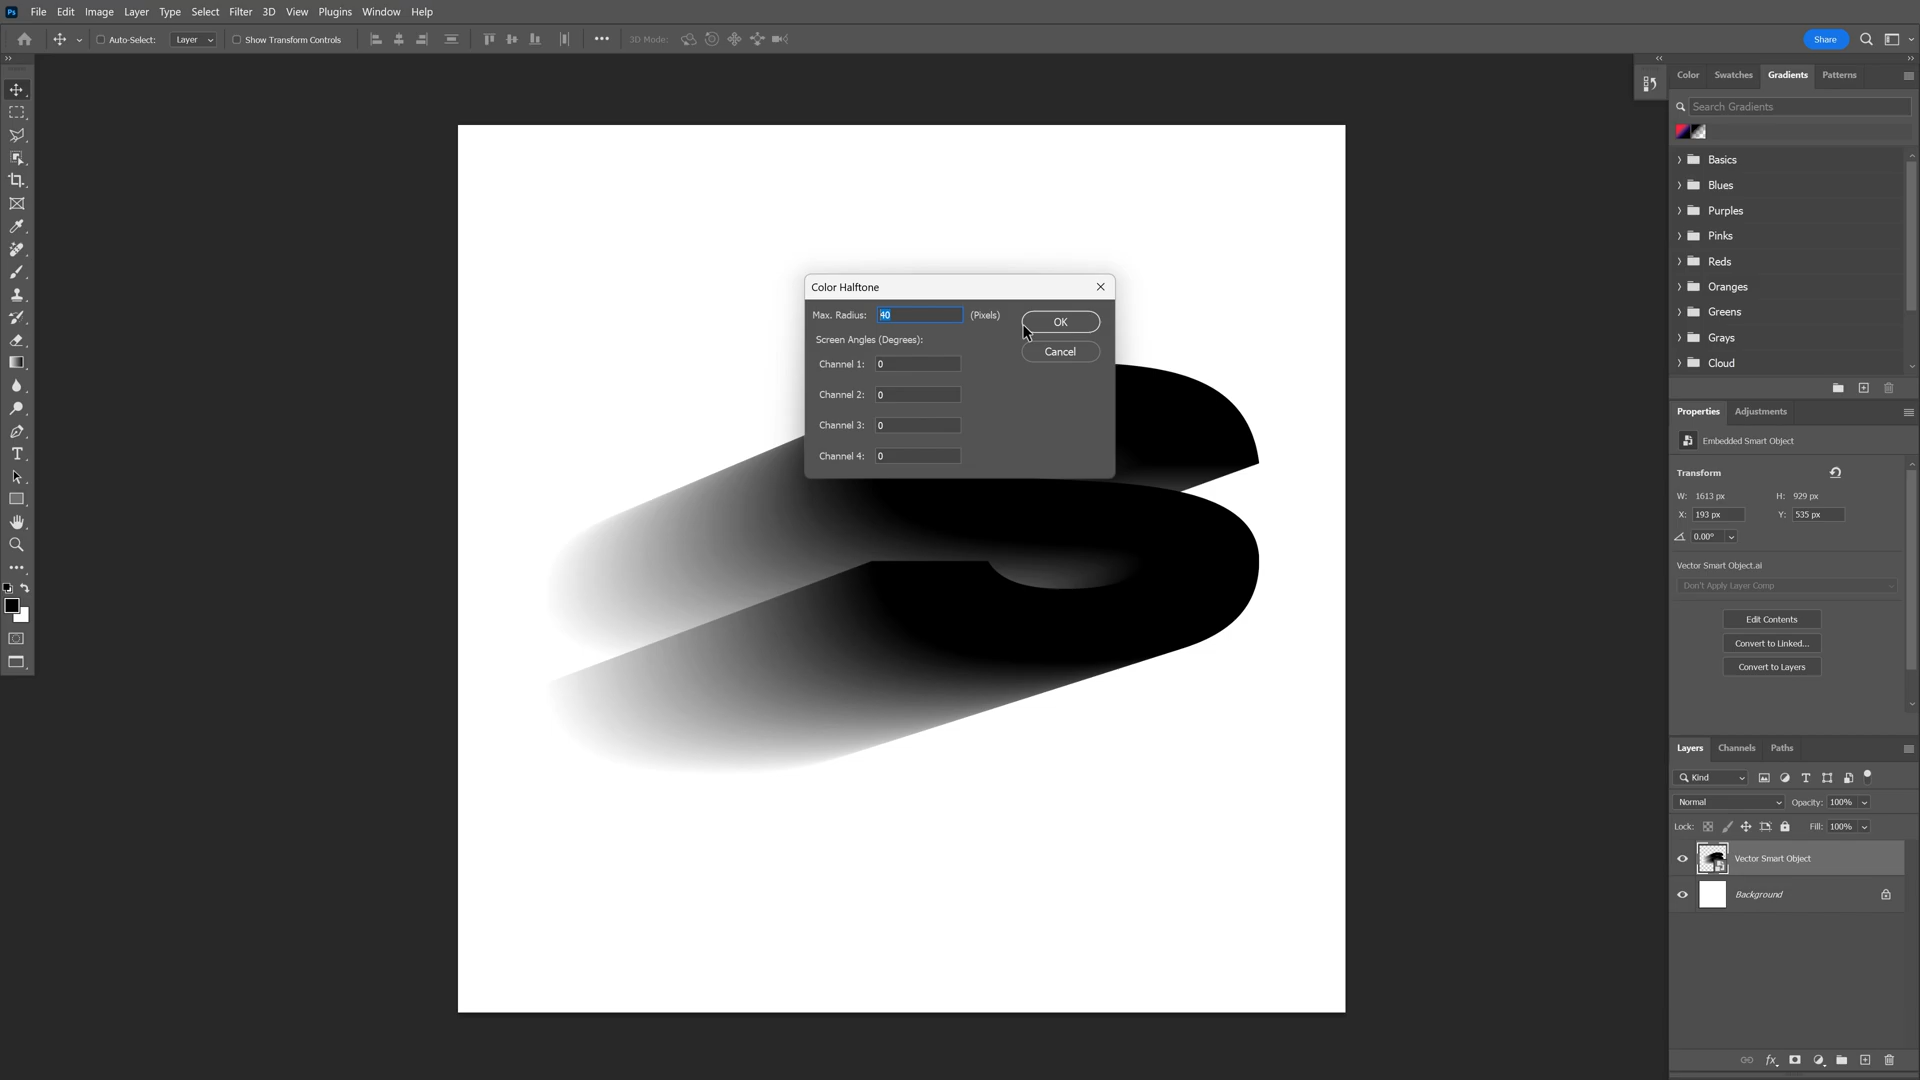 Ps File Edit Image Layer Type Select Filter 3D View Plugins Window Help
Auto-Select: Layer Show Transform Controls 3D Mode: Share
Color Swatches Gradients Patterns
Search Gradients
Basics
Blues
Purples
Pinks
Reds
Oranges
Greens
Grays
Cloud
Color Halftone
Max. Radius: 40 (Pixels) OK
Screen Angles (Degrees):
Cancel
Channel 1: 0
Channel 2: 0
Channel 3: 0
Channel 4: 0
Properties Adjustments
Embedded Smart Object
Transform
W: 1613 px H: 929 px
X: 193 px Y: 535 px
0.00°
Vector Smart Object.ai
Don't Apply Layer Comp
Edit Contents
Convert to Linked...
Convert to Layers
Layers Channels Paths
Kind
Normal Opacity: 100%
Lock: Fill: 100%
Vector Smart Object
Background
fx